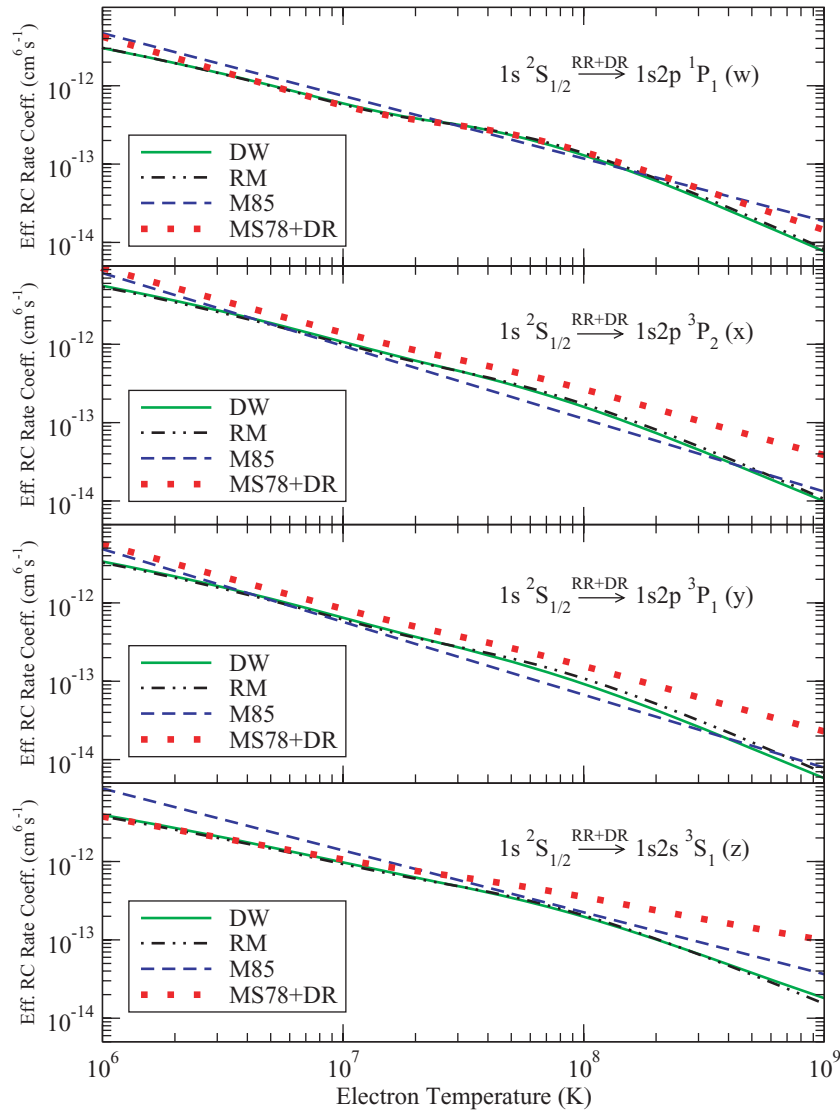 Eff. RC Rate Coeff. (cm⁶s⁻¹)
10⁻¹²
10⁻¹³
10⁻¹⁴
1s ²S₁/₂ RR+DR → 1s2p ¹P₁ (w)
DW
RM
M85
MS78+DR
Eff. RC Rate Coeff. (cm⁶s⁻¹)
10⁻¹²
10⁻¹³
10⁻¹⁴
1s ²S₁/₂ RR+DR → 1s2p ³P₂ (x)
DW
RM
M85
MS78+DR
Eff. RC Rate Coeff. (cm⁶s⁻¹)
10⁻¹²
10⁻¹³
10⁻¹⁴
1s ²S₁/₂ RR+DR → 1s2p ³P₁ (y)
DW
RM
M85
MS78+DR
Eff. RC Rate Coeff. (cm⁶s⁻¹)
10⁻¹²
10⁻¹³
10⁻¹⁴
1s ²S₁/₂ RR+DR → 1s2s ³S₁ (z)
DW
RM
M85
MS78+DR
10⁶ 10⁷ 10⁸ 10⁹
Electron Temperature (K)